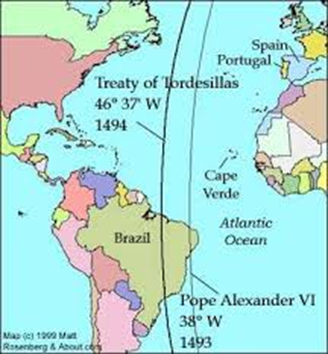 Spain
Portugal
Treaty of Tordesillas
46° 37' W
1494
Cape
Verde
Atlantic
Ocean
Brazil
Pope Alexander VI
38° W
1493
Map (c) 1999 Matt
Rosenberg & About.com